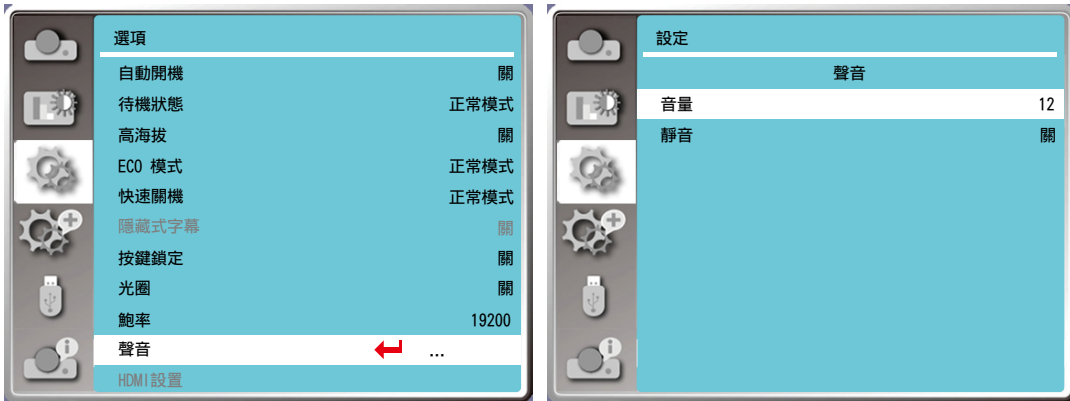 選項
自動開機 關
待機狀態 正常模式
高海拔 關
ECO 模式 正常模式
快速關機 正常模式
隱藏式字幕 關
按鍵鎖定 關
光圈 關
鮑率 19200
聲音 ...
HDMI設置
設定
聲音
音量 12
靜音 關